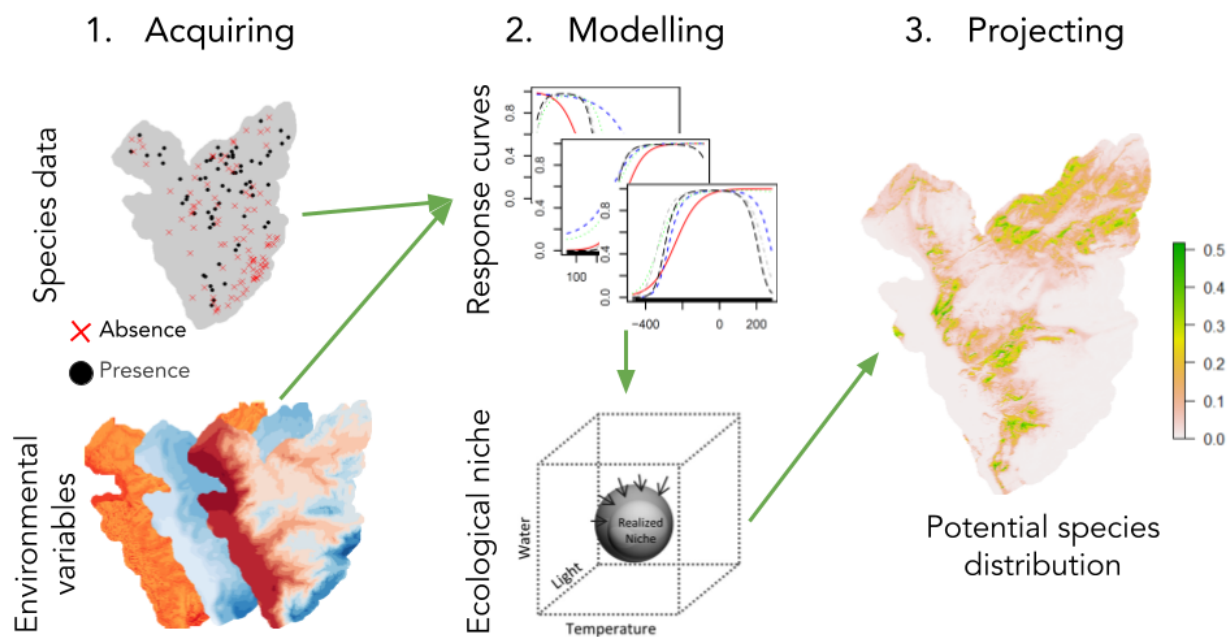 1. Acquiring
2. Modelling
3. Projecting
Species data
Absence
Presence
Environmental
variables
Response curves
0.0
0.4
0.8
0.0
0.4
0.8
100
0.0
0.4
0.8
-400
0
200
Ecological niche
Water
Light
Temperature
Realized
Niche
0.5
0.4
0.3
0.2
0.1
0.0
Potential species
distribution